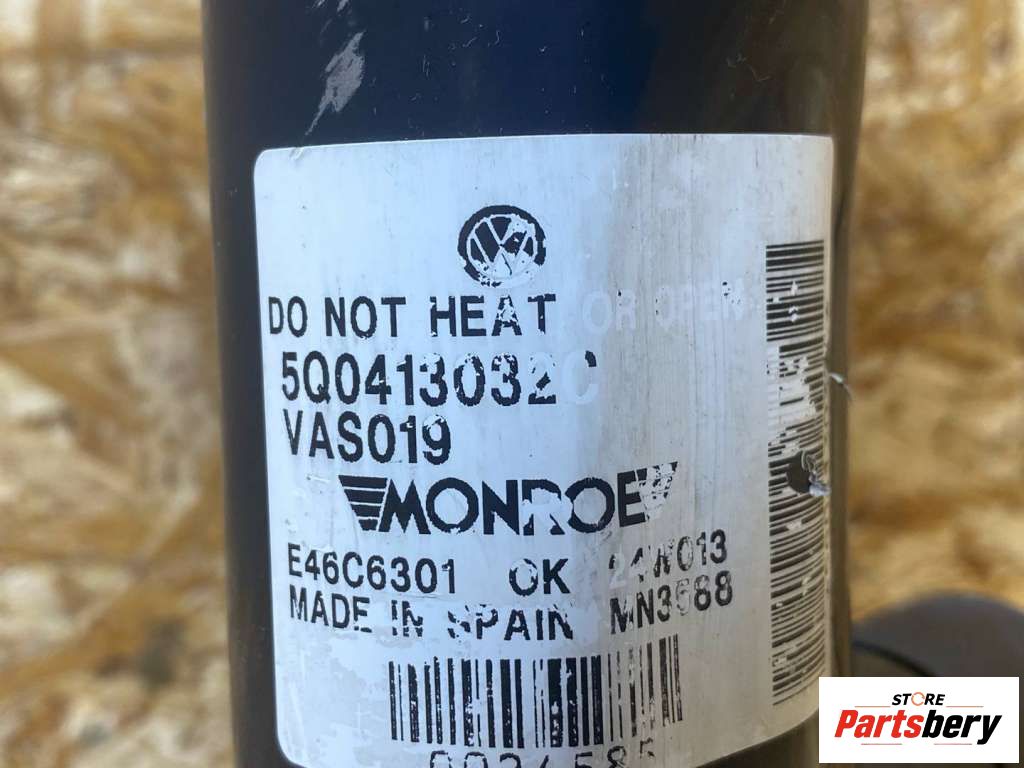 DO NOT HEAT OR OPEN
5Q0413032C
VAS019
MONROE
E46C6301 OK 24W013
MADE IN SPAIN MN3588
STORE
Partsbery